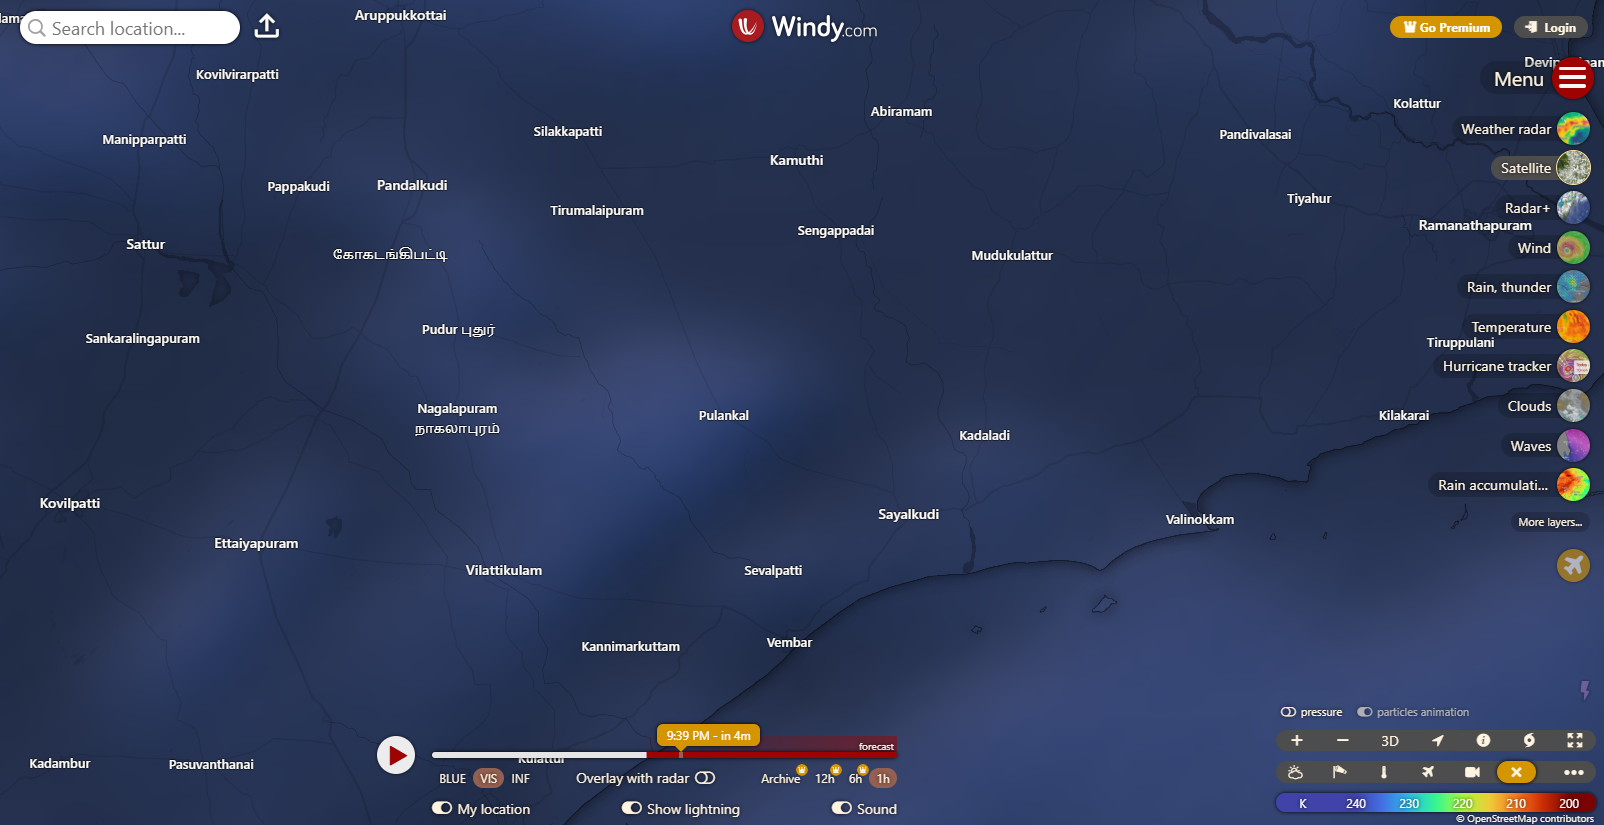 Search location...
Aruppukkottai
Windy.com
Go Premium
Login
Menu
Kovilvirarpatti
Kolattur
Abiramam
Weather radar
Silakkapatti
Pandivalasai
Manipparpatti
Kamuthi
Satellite
Pappakudi
Pandalkudi
Tiyahur
Tirumalaipuram
Radar+
Ramanathapuram
Sengappadai
Sattur
Wind
கோகடங்கிபட்டி
Mudukulattur
Rain, thunder
Pudur புதுர்
Temperature
Sankaralingapuram
Tiruppulani
Hurricane tracker
Nagalapuram
நாகலாபுரம்
Clouds
Pulankal
Kilakarai
Kadaladi
Waves
Rain accumulati...
Kovilpatti
Sayalkudi
Valinokkam
More layers...
Ettaiyapuram
Vilattikulam
Sevalpatti
Kannimarkuttam
Vembar
pressure
particles animation
9:39 PM - in 4m
forecast
3D
Kadambur
Pasuvanthanai
Kulattur
BLUE VIS INF
Overlay with radar
Archive 12h 6h 1h
My location
Show lightning
Sound
K 240 230 220 210 200
© OpenStreetMap contributors